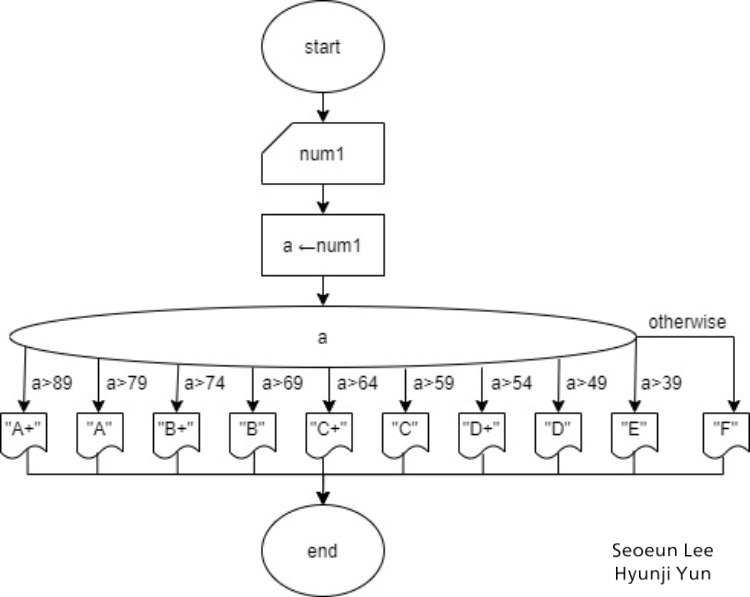 start
num1
a ←num1
a
otherwise
a>89 a>79 a>74 a>69 a>64 a>59 a>54 a>49 a>39
"A+" "A" "B+" "B" "C+" "C" "D+" "D" "E" "F"
end
Seoeun Lee
Hyunji Yun